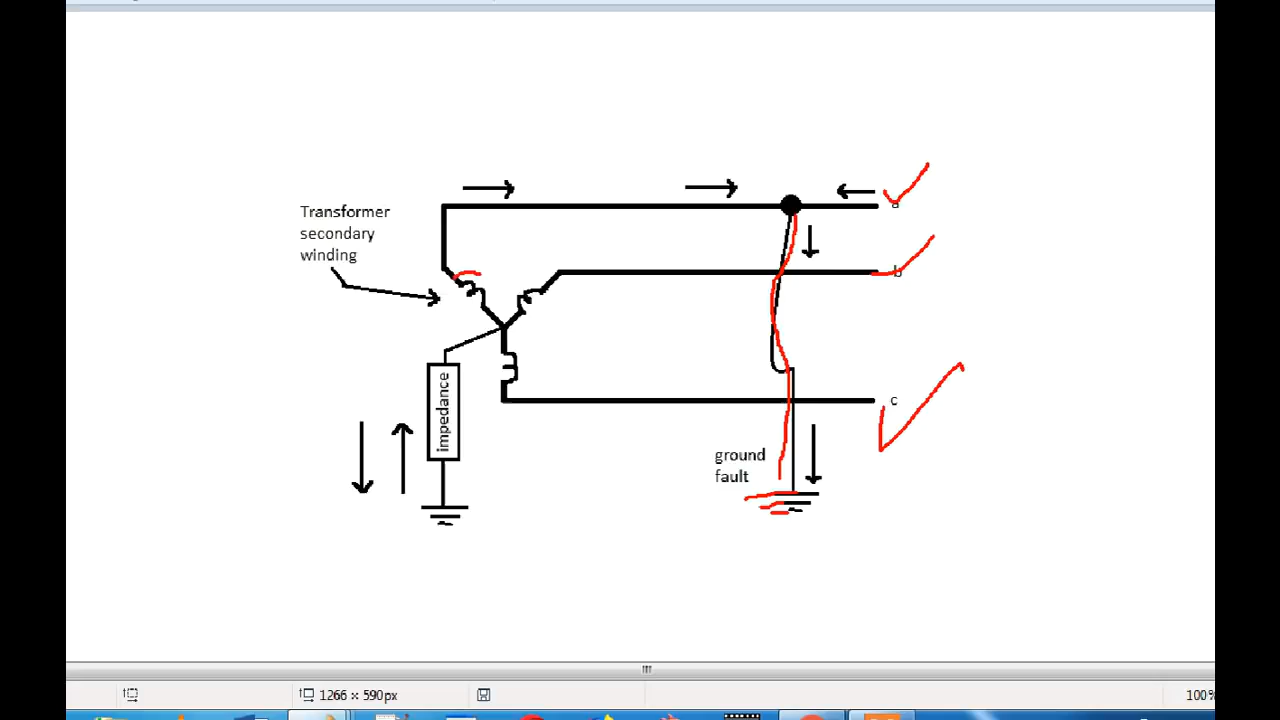 Transformer
secondary
winding
a
b
c
impedance
ground
fault
1266 × 590px
100%